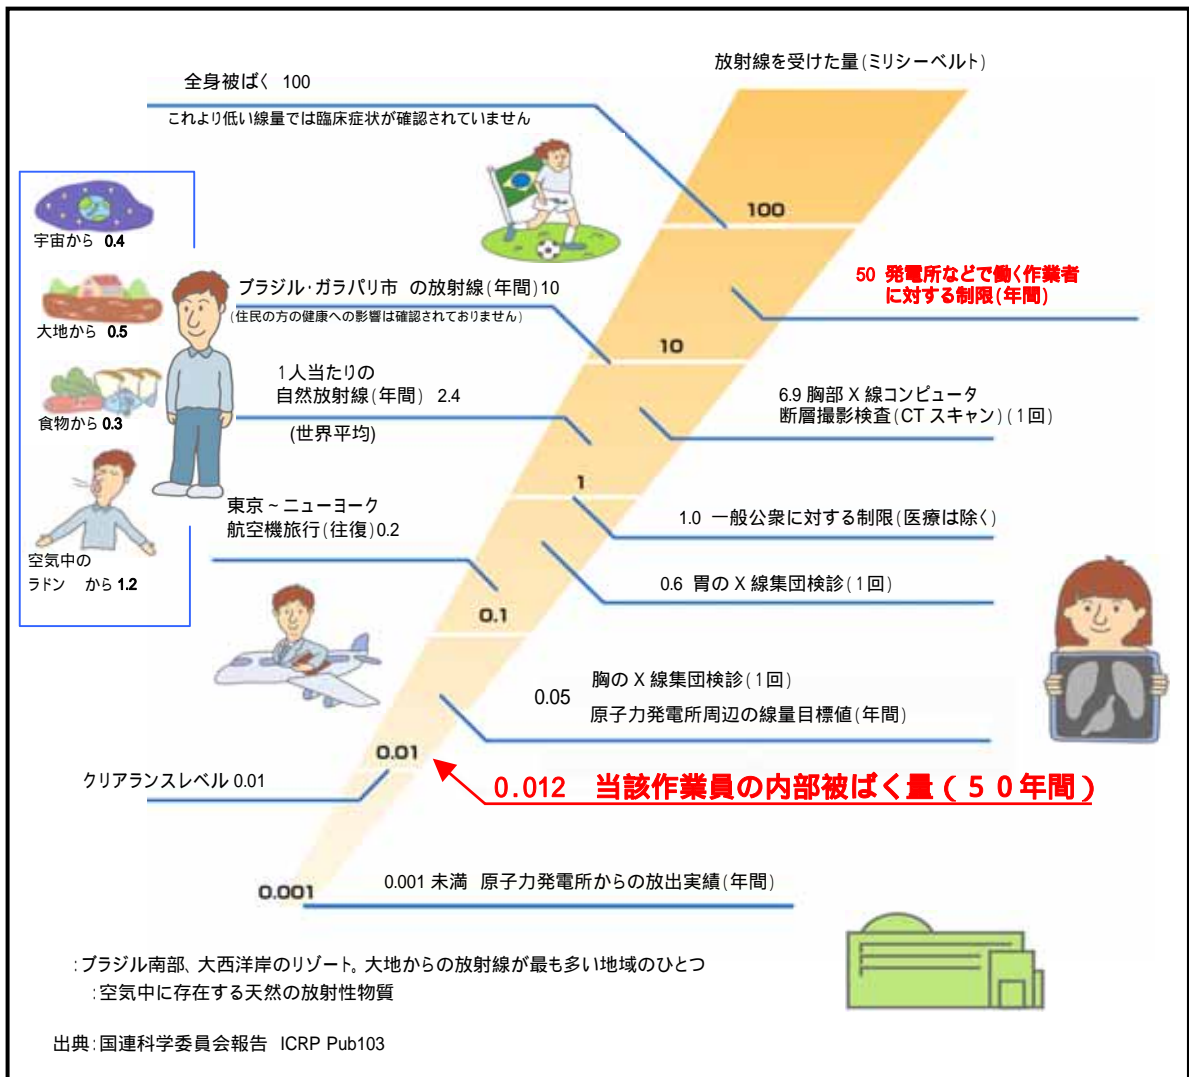 放射線を受けた量(ミリシーベルト)
全身被ばく 100
これより低い線量では臨床症状が確認されていません
100
宇宙から 0.4
大地から 0.5
食物から 0.3
空気中の
ラドン から 1.2
50 発電所などで働く作業者
に対する制限(年間)
ブラジル・ガラパリ市 の放射線(年間)10
(住民の方の健康への影響は確認されておりません)
10
1人当たりの
自然放射線(年間) 2.4
(世界平均)
6.9 胸部X線コンピュータ
断層撮影検査(CTスキャン)(1回)
1
東京～ニューヨーク
航空機旅行(往復)0.2
1.0 一般公衆に対する制限(医療は除く)
0.6 胃のX線集団検診(1回)
0.1
0.05
胸のX線集団検診(1回)
原子力発電所周辺の線量目標値(年間)
0.01
クリアランスレベル 0.01
0.012 当該作業員の内部被ばく量(50年間)
0.001
0.001 未満 原子力発電所からの放出実績(年間)
:ブラジル南部、大西洋岸のリゾート。大地からの放射線が最も多い地域のひとつ
:空気中に存在する天然の放射性物質
出典:国連科学委員会報告 ICRP Pub103